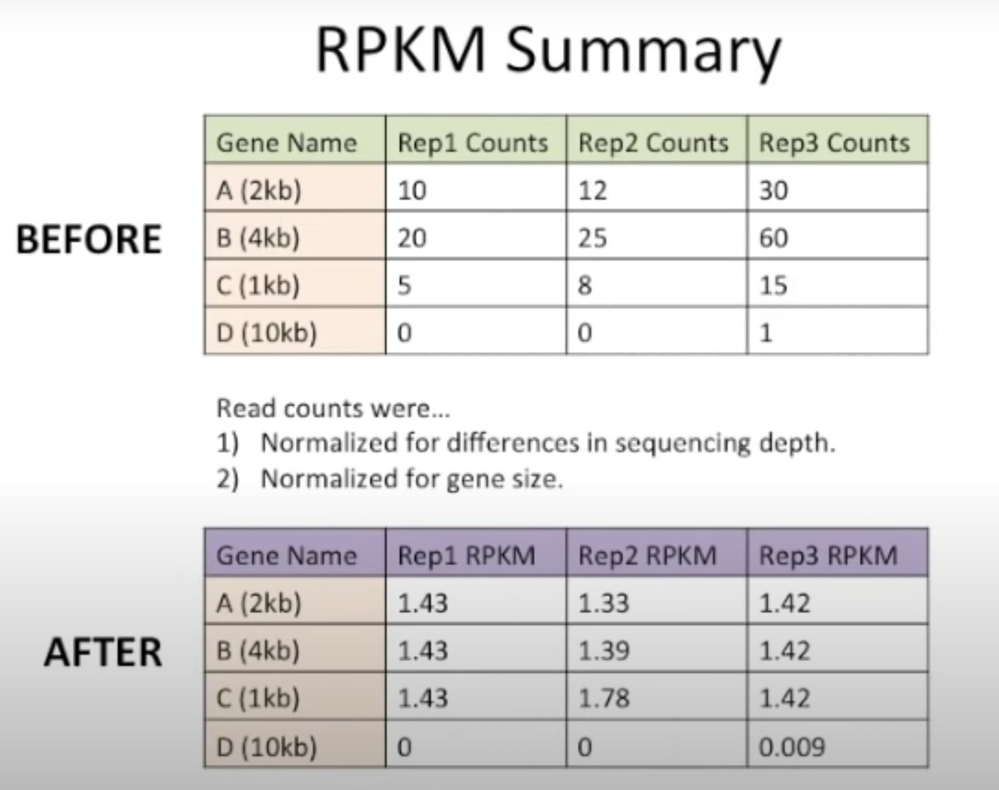 RPKM Summary
BEFORE
Gene Name Rep1 Counts Rep2 Counts Rep3 Counts
A (2kb) 10 12 30
B (4kb) 20 25 60
C (1kb) 5 8 15
D (10kb) 0 0 1
Read counts were...
1) Normalized for differences in sequencing depth.
2) Normalized for gene size.
AFTER
Gene Name Rep1 RPKM Rep2 RPKM Rep3 RPKM
A (2kb) 1.43 1.33 1.42
B (4kb) 1.43 1.39 1.42
C (1kb) 1.43 1.78 1.42
D (10kb) 0 0 0.009